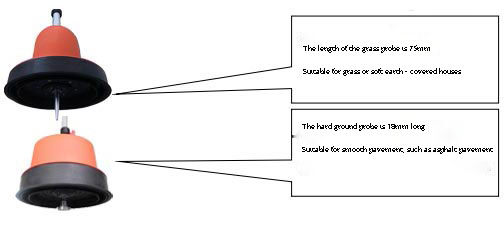 The length of the grass probe is 75mm
Suitable for grass or soft earth - covered houses
The hard ground probe is 18mm long
Suitable for smooth pavement, such as asphalt pavement